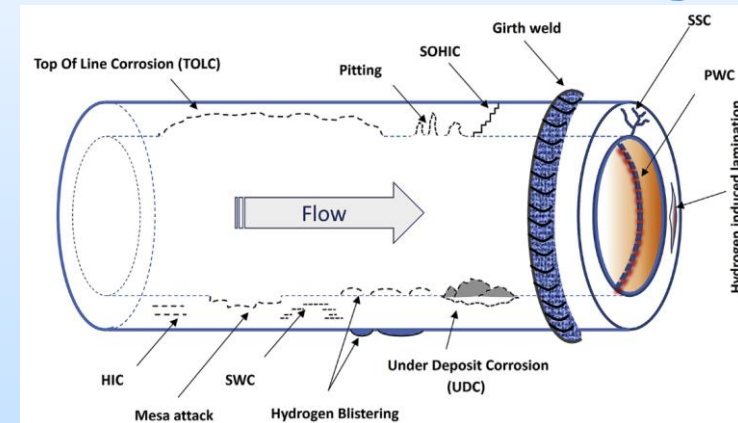 Girth weld
SSC
SOHIC
Top Of Line Corrosion (TOLC)
Pitting
PWC
Hydrogen induced lamination
Flow
HIC
SWC
Under Deposit Corrosion
(UDC)
Mesa attack
Hydrogen Blistering